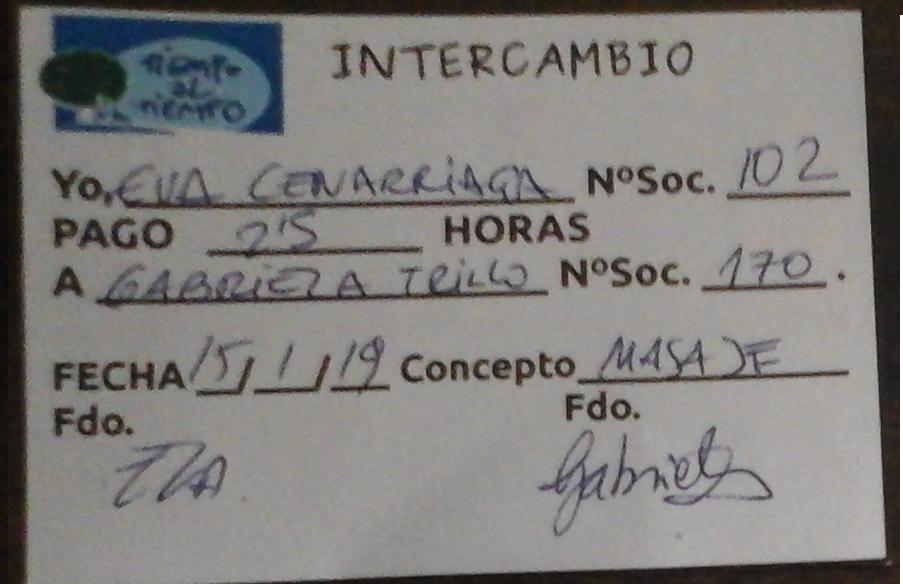 TiEMPO
AL
TiEMPO
INTERCAMBIO
Yo, EVA CENARRiAGA NºSoc. 102
PAGO 2'5 HORAS
A GABRIELA TRILLO NºSoc. 170.
FECHA 15/1/19 Concepto MASAJE
Fdo. Fdo.
EVA Gabriela